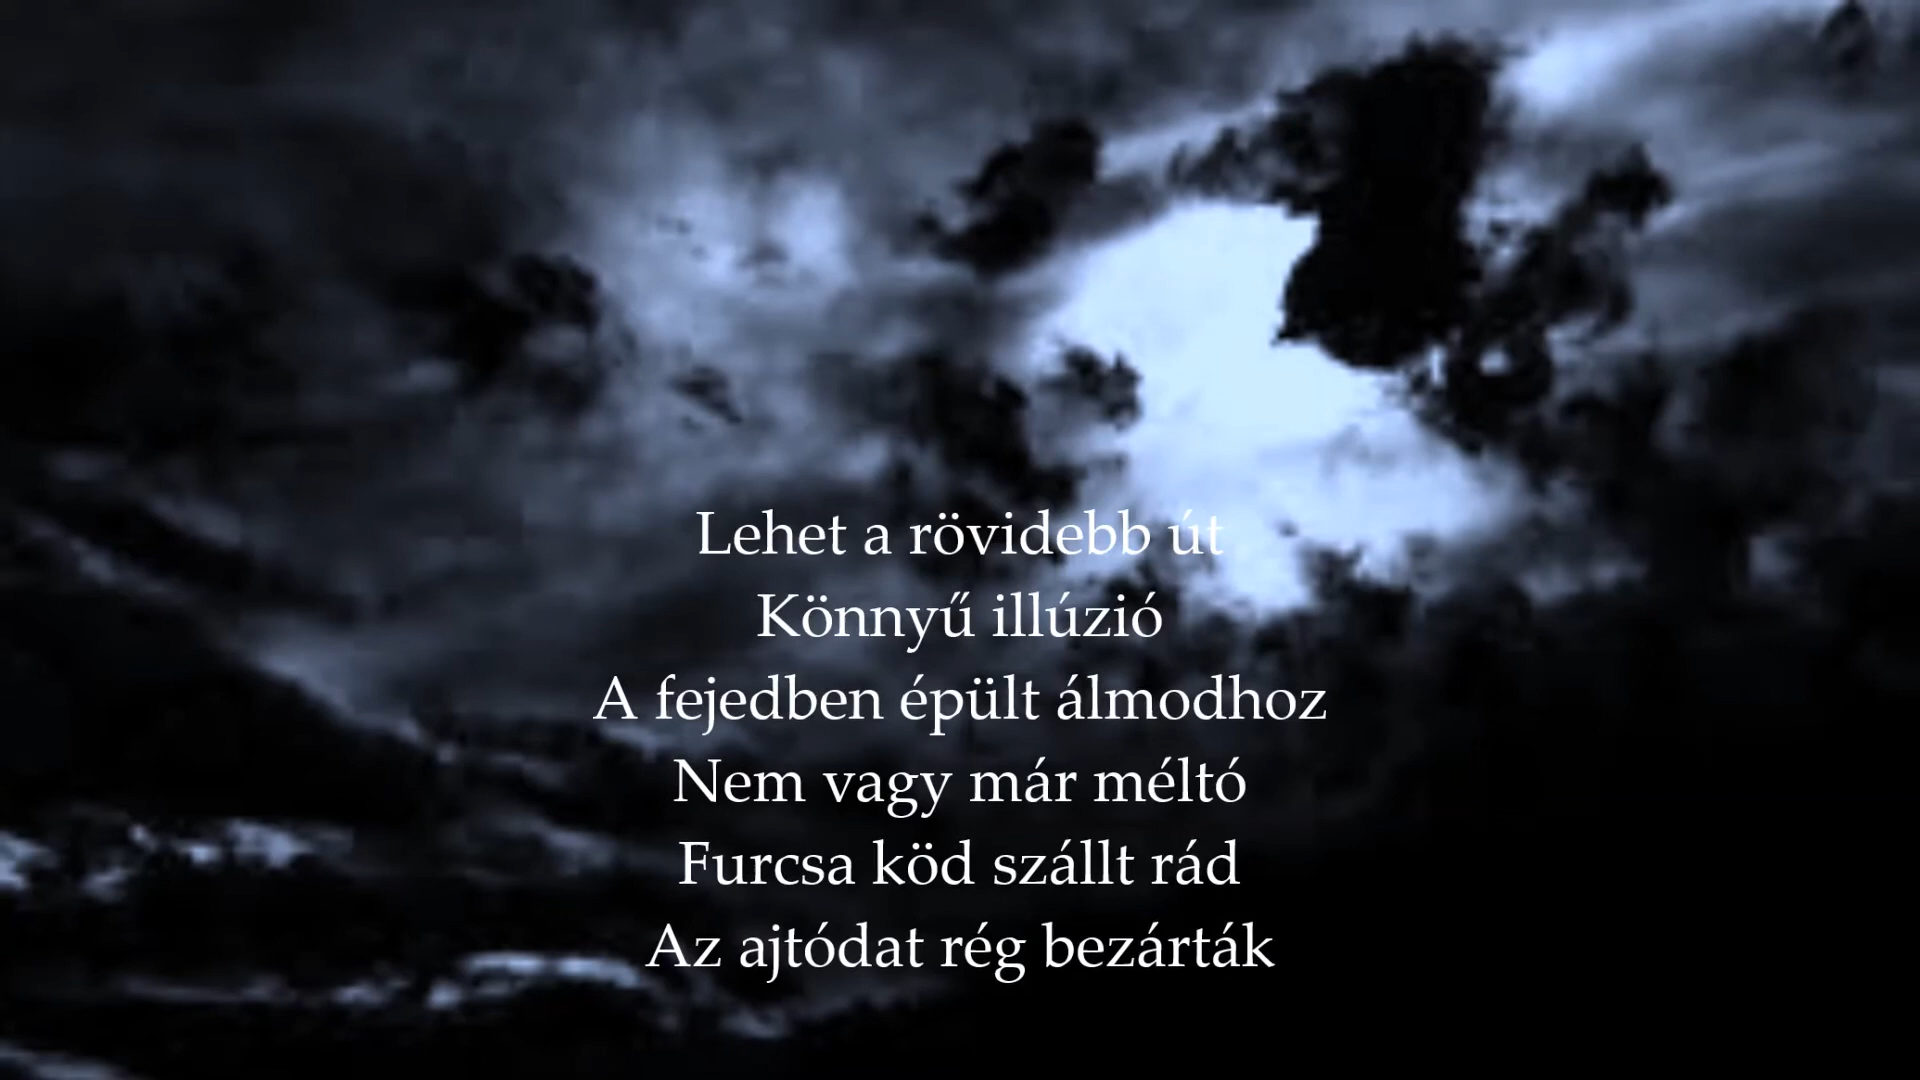 Lehet a rövidebb út
Könnyű illúzió
A fejedben épült álmodhoz
Nem vagy már méltó
Furcsa köd szállt rád
Az ajtódat rég bezárták